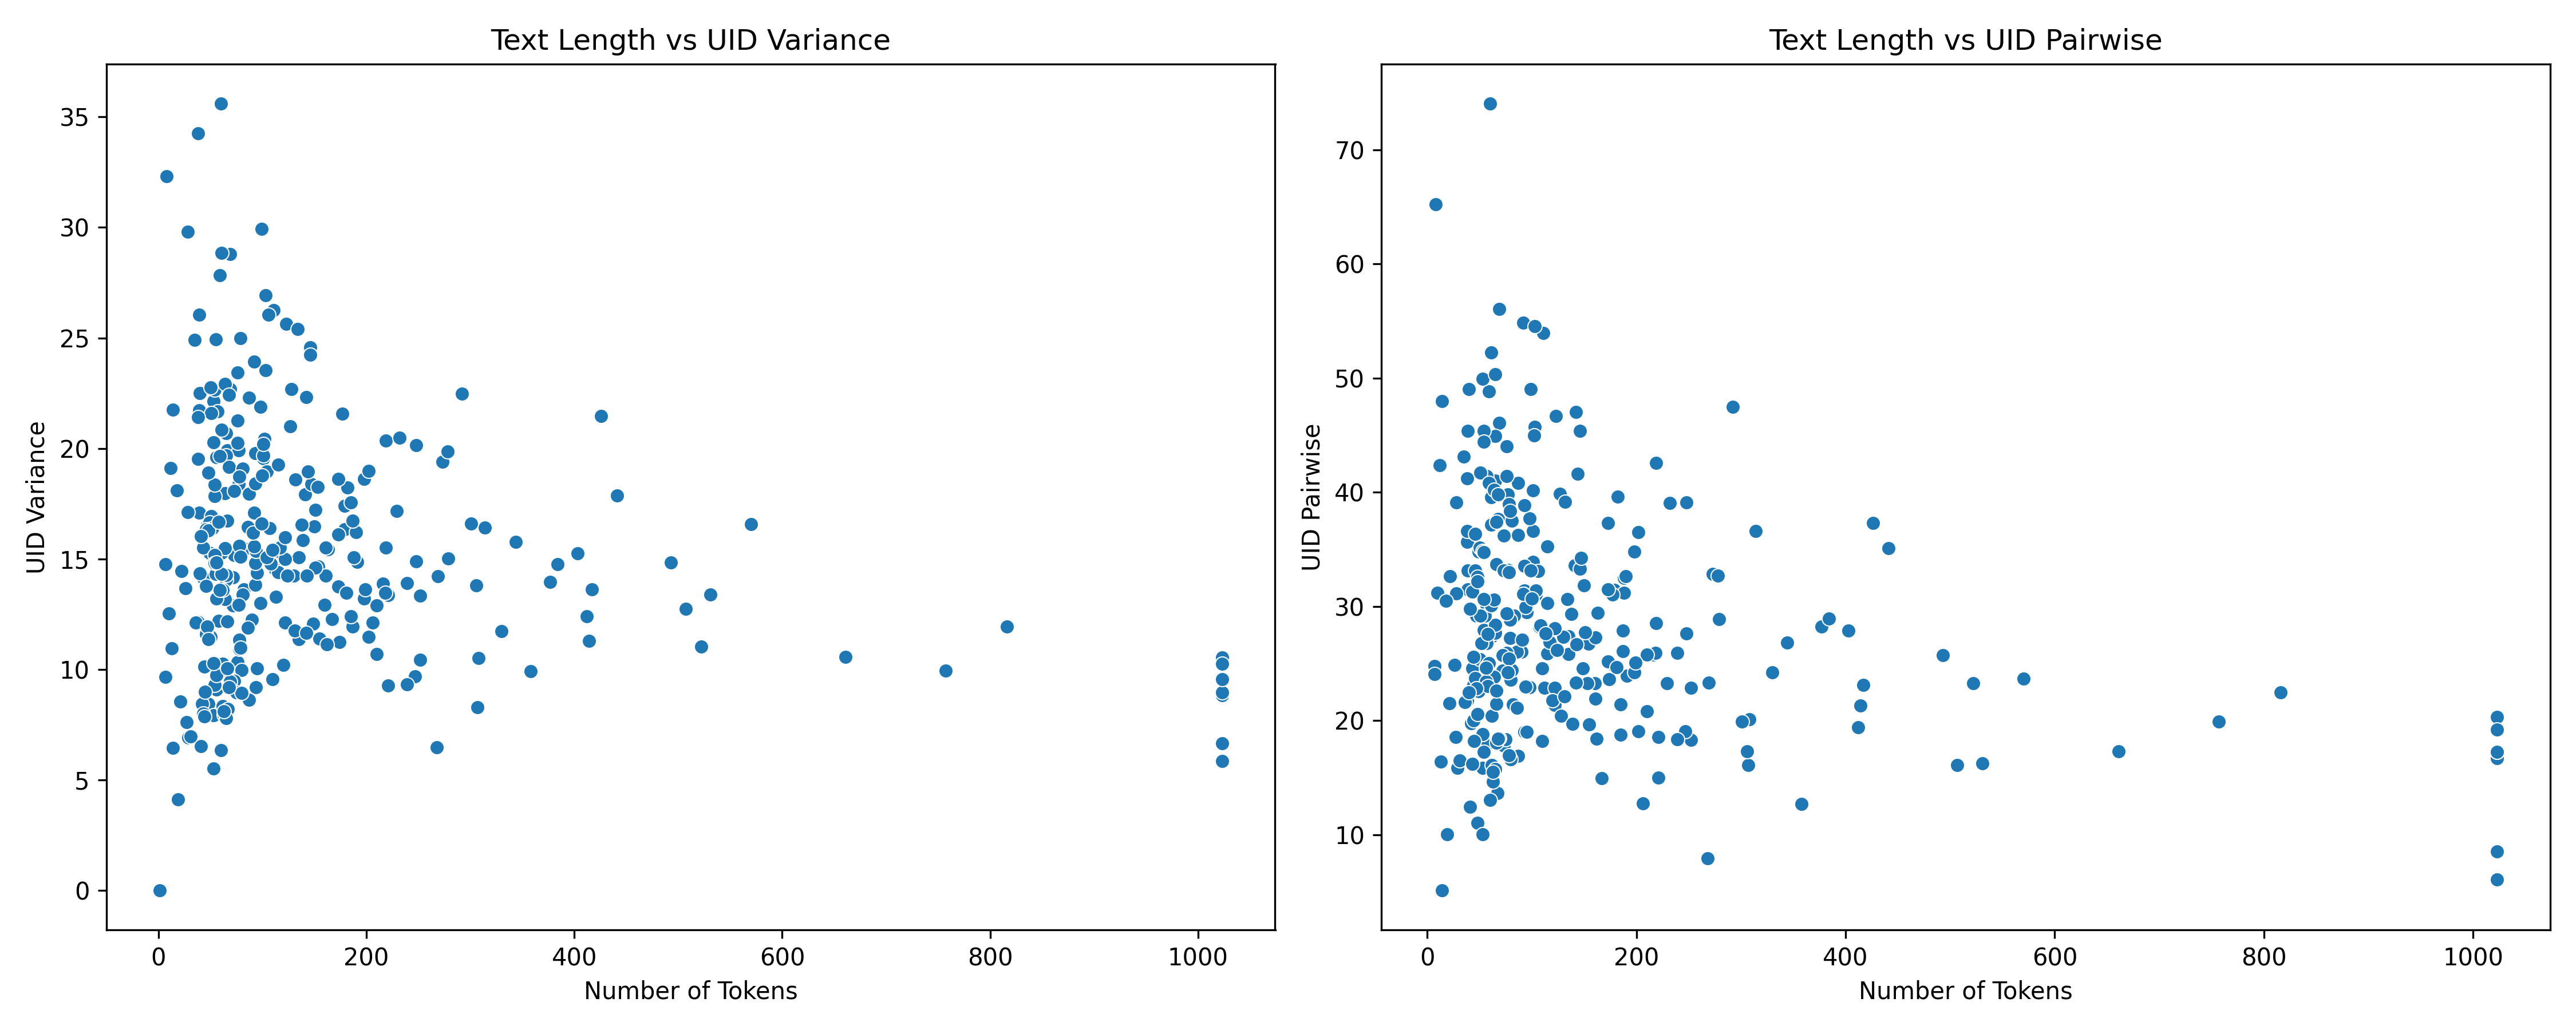 Text Length vs UID Variance
35
30
25
20
15
10
5
0
UID Variance
0 200 400 600 800 1000
Number of Tokens
Text Length vs UID Pairwise
70
60
50
40
30
20
10
UID Pairwise
0 200 400 600 800 1000
Number of Tokens